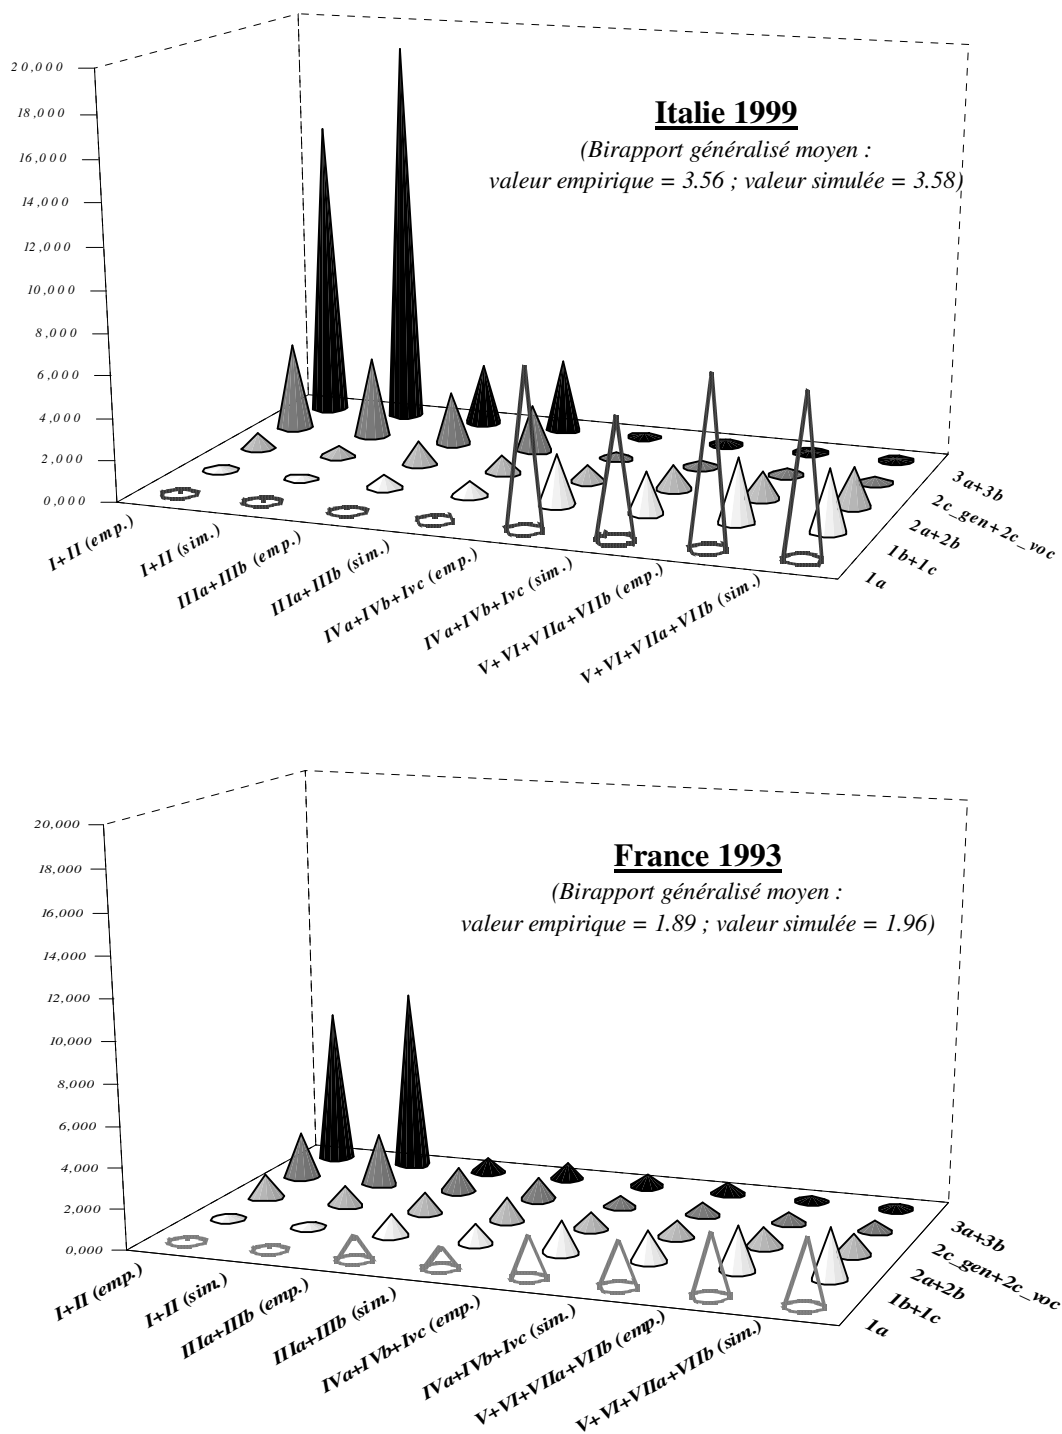 20,000
18,000
16,000
14,000
12,000
10,000
8,000
6,000
4,000
2,000
0,000
Italie 1999
(Birapport généralisé moyen :
valeur empirique = 3.56 ; valeur simulée = 3.58)
I+II (emp.)
I+II (sim.)
IIIa+IIIb (emp.)
IIIa+IIIb (sim.)
IVa+IVb+Ivc (emp.)
IVa+IVb+Ivc (sim.)
V+VI+VIIa+VIIb (emp.)
V+VI+VIIa+VIIb (sim.)
3a+3b
2c_gen+2c_voc
2a+2b
1b+1c
1a
20,000
18,000
16,000
14,000
12,000
10,000
8,000
6,000
4,000
2,000
0,000
France 1993
(Birapport généralisé moyen :
valeur empirique = 1.89 ; valeur simulée = 1.96)
I+II (emp.)
I+II (sim.)
IIIa+IIIb (emp.)
IIIa+IIIb (sim.)
IVa+IVb+Ivc (emp.)
IVa+IVb+Ivc (sim.)
V+VI+VIIa+VIIb (emp.)
V+VI+VIIa+VIIb (sim.)
3a+3b
2c_gen+2c_voc
2a+2b
1b+1c
1a